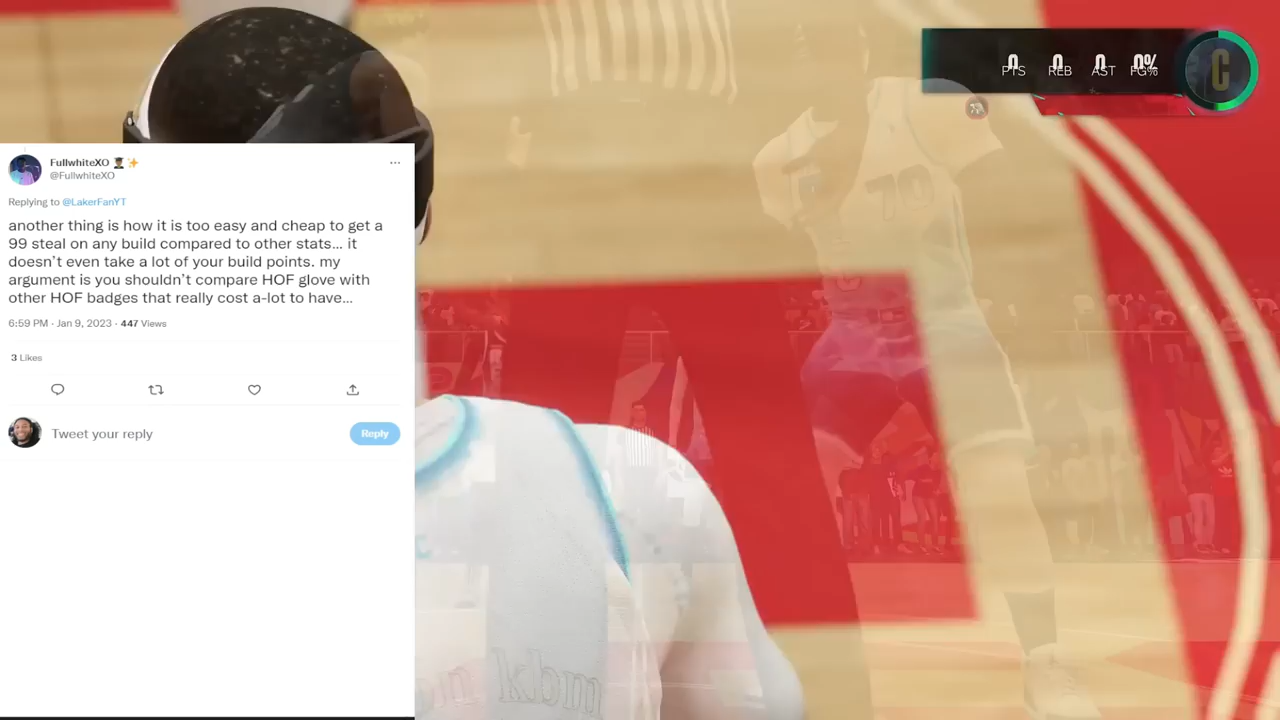 FullwhiteXO
@FullwhiteXO
Replying to @LakerFanYT
another thing is how it is too easy and cheap to get a
99 steal on any build compared to other stats... it
doesn't even take a lot of your build points. my
argument is you shouldn't compare HOF glove with
other HOF badges that really cost a-lot to have...
6:59 PM · Jan 9, 2023 · 447 Views
3 Likes
Tweet your reply
Reply
0 0 0 0%
PTS REB AST FG%
C
70
kbm